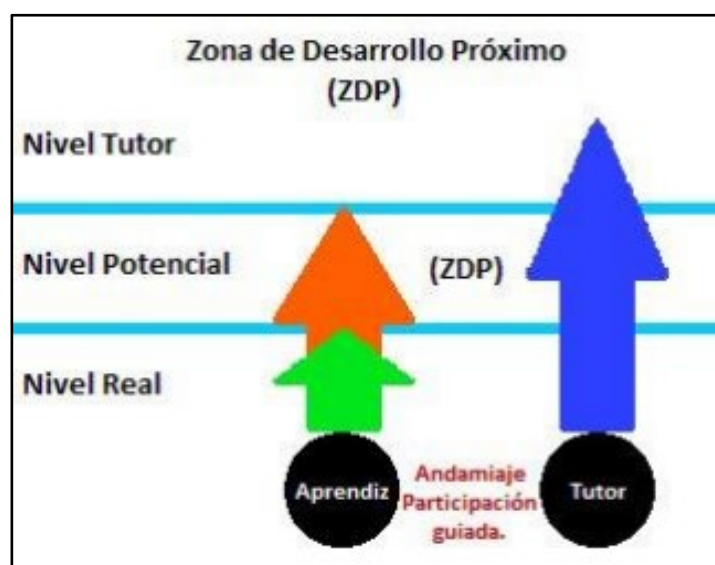 Zona de Desarrollo Próximo
(ZDP)
Nivel Tutor
Nivel Potencial
(ZDP)
Nivel Real
Aprendiz
Andamiaje
Participación
guiada.
Tutor